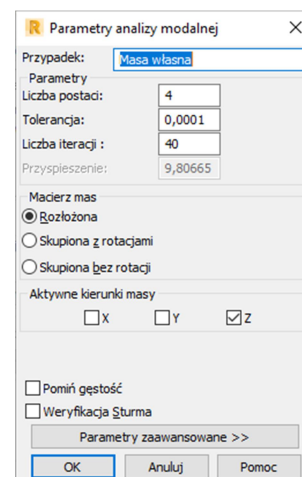 Parametry analizy modalnej
Przypadek: Masa własna
Parametry
Liczba postaci: 4
Tolerancja: 0,0001
Liczba iteracji : 40
Przyspieszenie: 9,80665
Macierz mas
Rozłożona
Skupiona z rotacjami
Skupiona bez rotacji
Aktywne kierunki masy
X Y Z
Pomiń gęstość
Weryfikacja Sturma
Parametry zaawansowane >>
OK Anuluj Pomoc